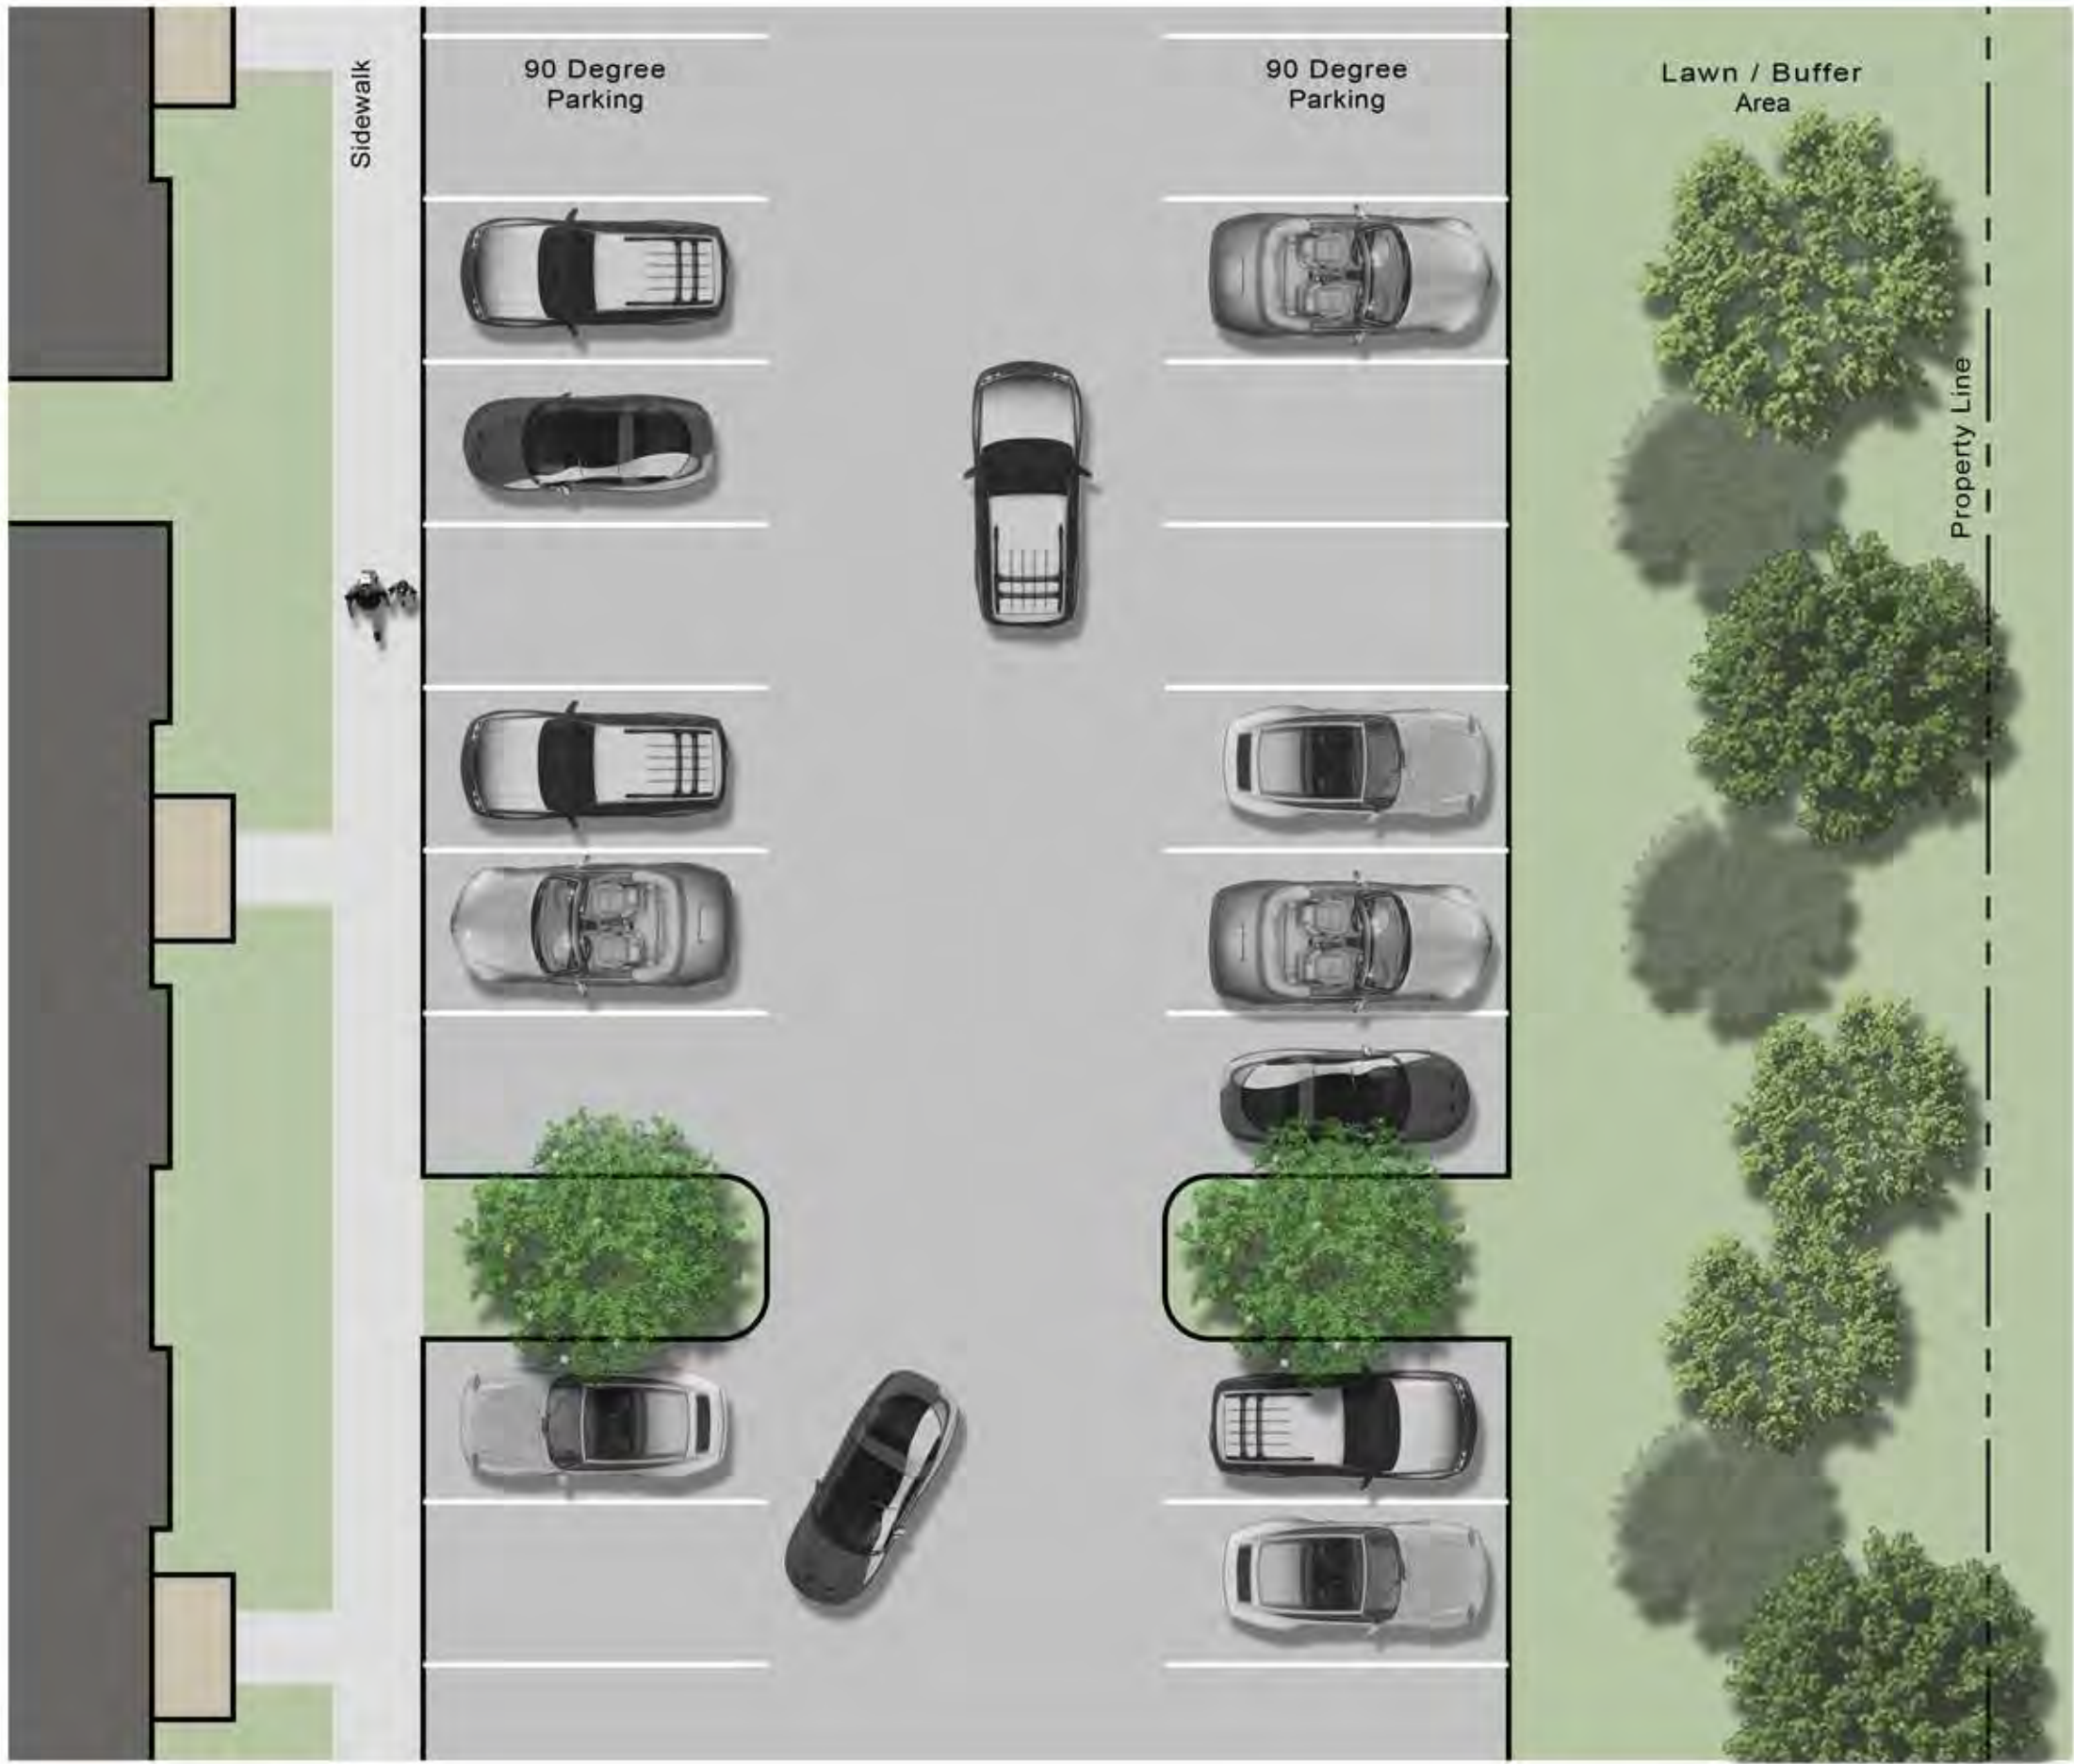 Sidewalk
90 Degree
Parking
90 Degree
Parking
Lawn / Buffer
Area
Property Line